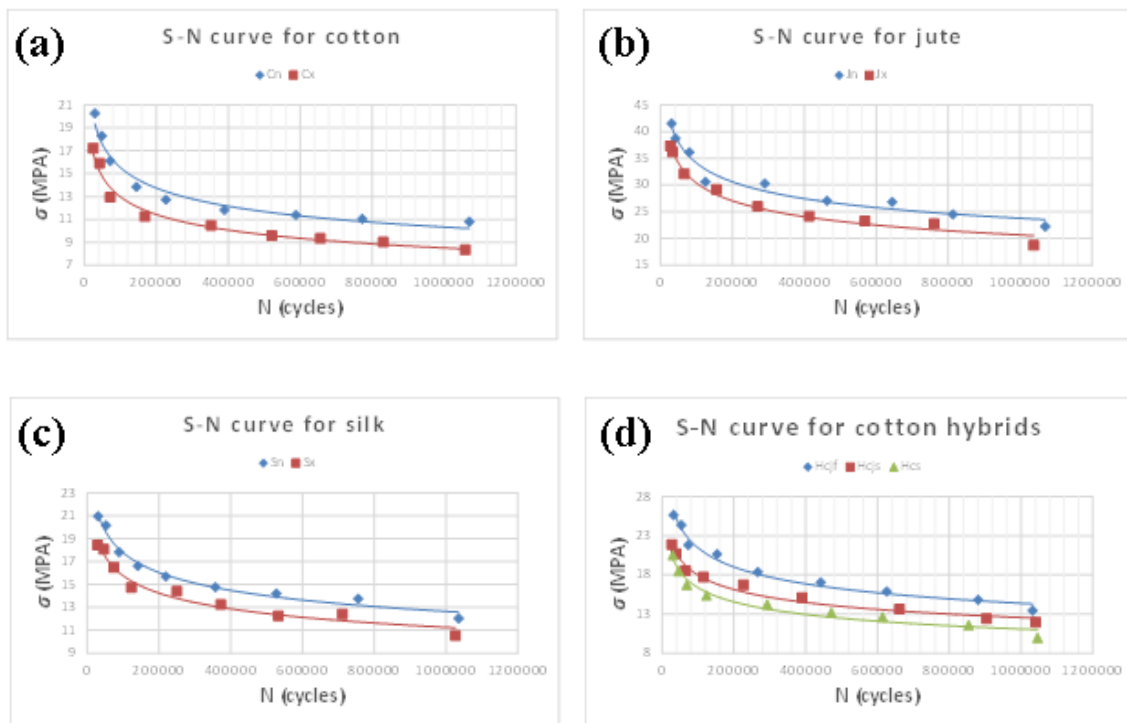 (a)
S-N curve for cotton
Cn Cx
σ (MPA)
21
19
17
15
13
11
9
7
0 200000 400000 600000 800000 1000000 1200000
N (cycles)
(b)
S-N curve for jute
Jn Jx
σ (MPA)
45
40
35
30
25
20
15
0 200000 400000 600000 800000 1000000 1200000
N (cycles)
(c)
S-N curve for silk
Sn Sx
σ (MPA)
23
21
19
17
15
13
11
9
0 200000 400000 600000 800000 1000000 1200000
N (cycles)
(d)
S-N curve for cotton hybrids
Hcjf Hcjs Hcs
σ (MPA)
28
23
18
13
8
0 200000 400000 600000 800000 1000000 1200000
N (cycles)